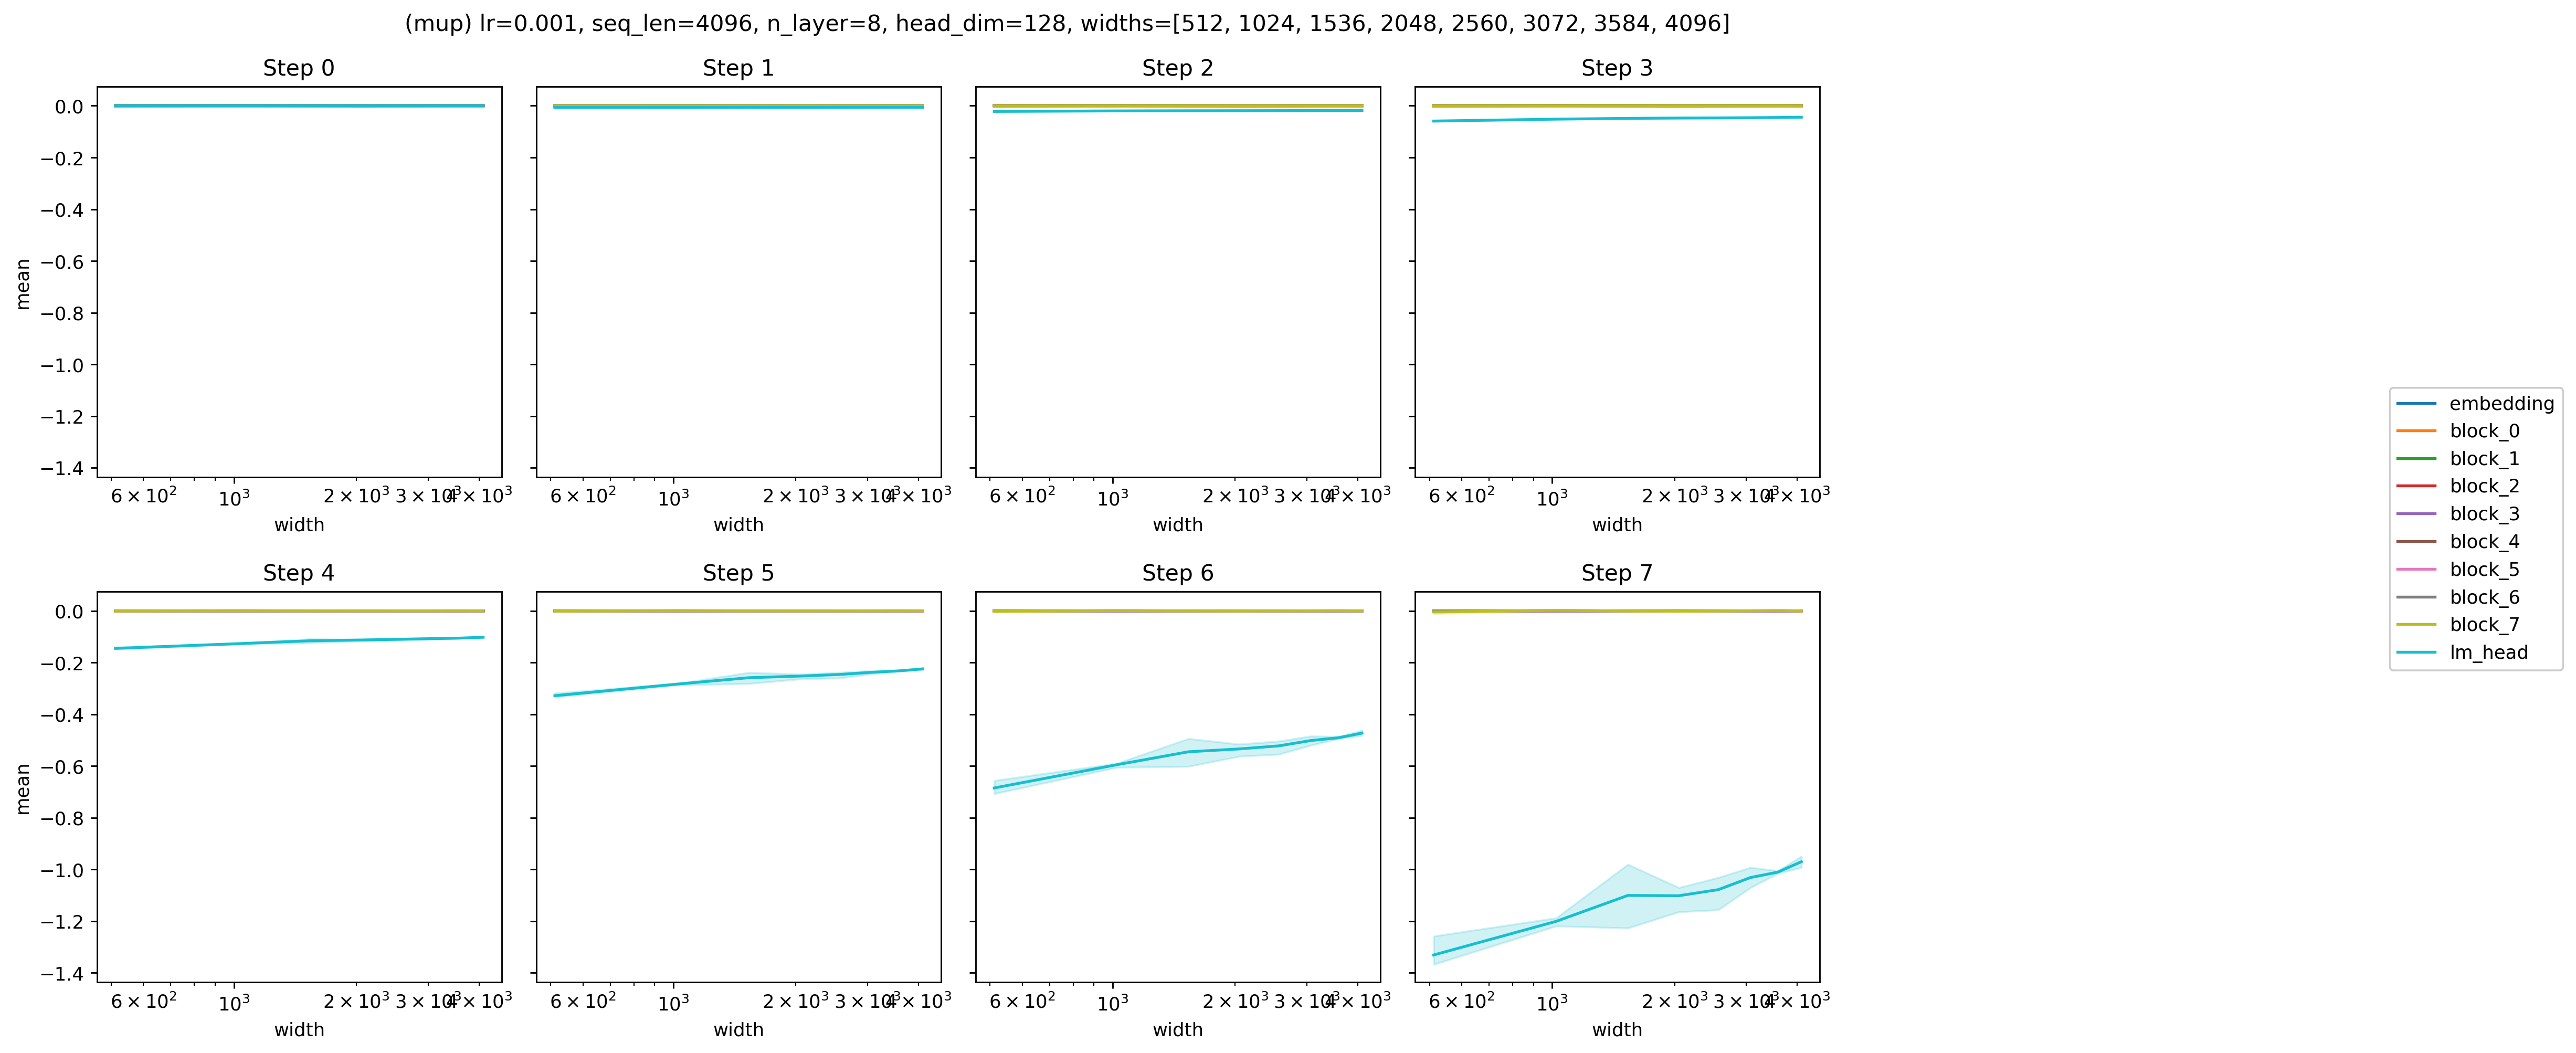 (mup) lr=0.001, seq_len=4096, n_layer=8, head_dim=128, widths=[512, 1024, 1536, 2048, 2560, 3072, 3584, 4096]
Step 0
Step 1
Step 2
Step 3
mean
0.0
−0.2
−0.4
−0.6
−0.8
−1.0
−1.2
−1.4
6 × 10² 10³ 2 × 10³ 3 × 10³ 4 × 10³
6 × 10² 10³ 2 × 10³ 3 × 10³ 4 × 10³
6 × 10² 10³ 2 × 10³ 3 × 10³ 4 × 10³
6 × 10² 10³ 2 × 10³ 3 × 10³ 4 × 10³
width
width
width
width
Step 4
Step 5
Step 6
Step 7
mean
0.0
−0.2
−0.4
−0.6
−0.8
−1.0
−1.2
−1.4
6 × 10² 10³ 2 × 10³ 3 × 10³ 4 × 10³
6 × 10² 10³ 2 × 10³ 3 × 10³ 4 × 10³
6 × 10² 10³ 2 × 10³ 3 × 10³ 4 × 10³
6 × 10² 10³ 2 × 10³ 3 × 10³ 4 × 10³
width
width
width
width
embedding
block_0
block_1
block_2
block_3
block_4
block_5
block_6
block_7
lm_head